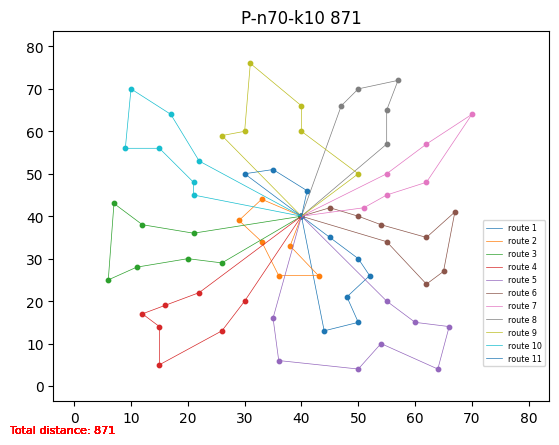 P-n70-k10 871
80
70
60
50
40
30
20
10
0
0 10 20 30 40 50 60 70 80
route 1
route 2
route 3
route 4
route 5
route 6
route 7
route 8
route 9
route 10
route 11
Total distance: 871